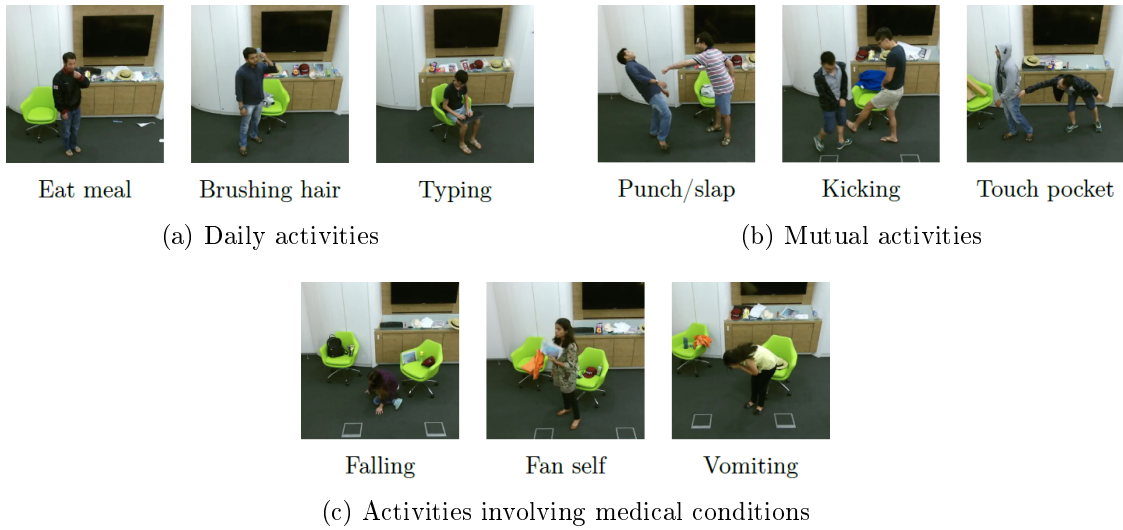 Eat meal
Brushing hair
Typing
(a) Daily activities
Punch/slap
Kicking
Touch pocket
(b) Mutual activities
Falling
Fan self
Vomiting
(c) Activities involving medical conditions